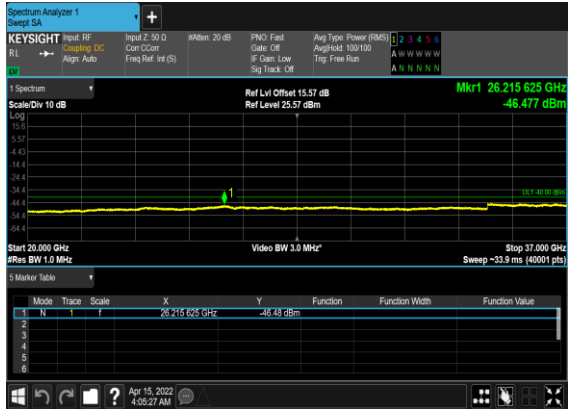 Spectrum Analyzer 1
Swept SA
+
KEYSIGHT Input: RF Input Z: 50 Ω #Atten: 20 dB PNO: Fast Avg Type: Power (RMS) 1 2 3 4 5 6
RL Coupling: DC Corr CCorr Gate: Off Avg|Hold: 100/100 A W W W W W
Align: Auto Freq Ref: Int (S) IF Gain: Low Trig: Free Run
Sig Track: Off A N N N N N
LV
1 Spectrum Ref Lvl Offset 15.57 dB Mkr1 26.215 625 GHz
Scale/Div 10 dB Ref Level 25.57 dBm -46.477 dBm
Log
15.6
5.57
-4.43
-14.4
-24.4
-34.4 1 DL1 -40.00 dBm
-44.4
-54.4
-64.4
Start 20.000 GHz Video BW 3.0 MHz* Stop 37.000 GHz
#Res BW 1.0 MHz Sweep ~33.9 ms (40001 pts)
5 Marker Table
Mode Trace Scale X Y Function Function Width Function Value
1 N 1 f 26.215 625 GHz -46.48 dBm
2
3
4
5
6
? Apr 15, 2022
4:05:27 AM